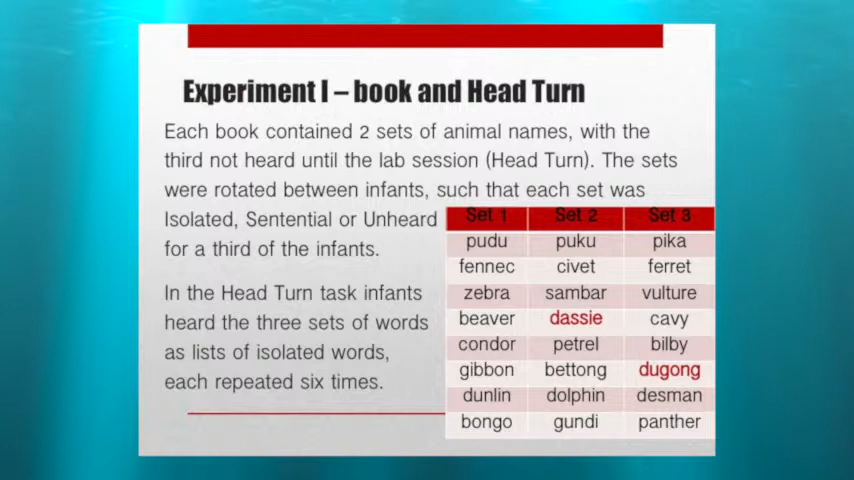 Experiment I – book and Head Turn
Each book contained 2 sets of animal names, with the
third not heard until the lab session (Head Turn). The sets
were rotated between infants, such that each set was
Isolated, Sentential or Unheard
for a third of the infants.
In the Head Turn task infants
heard the three sets of words
as lists of isolated words,
each repeated six times.
Set 1 Set 2 Set 3
pudu puku pika
fennec civet ferret
zebra sambar vulture
beaver dassie cavy
condor petrel bilby
gibbon bettong dugong
dunlin dolphin desman
bongo gundi panther